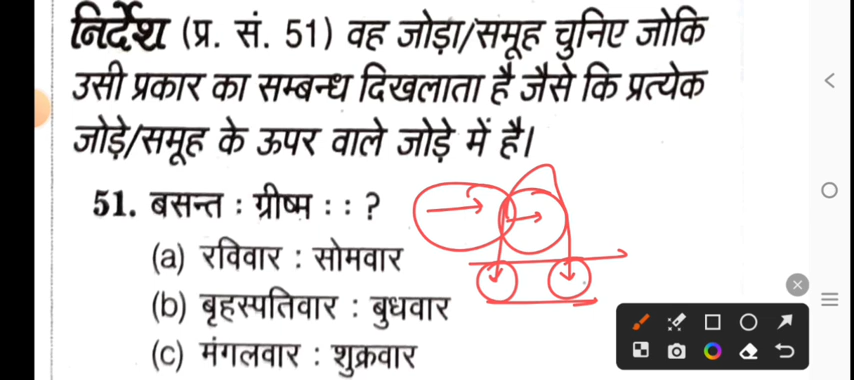 निर्देश (प्र. सं. 51) वह जोड़ा/समूह चुनिए जोकि
उसी प्रकार का सम्बन्ध दिखलाता है जैसे कि प्रत्येक
जोड़े/समूह के ऊपर वाले जोड़े में है।
51. बसन्त : ग्रीष्म : : ?
(a) रविवार : सोमवार
(b) बृहस्पतिवार : बुधवार
(c) मंगलवार : शुक्रवार